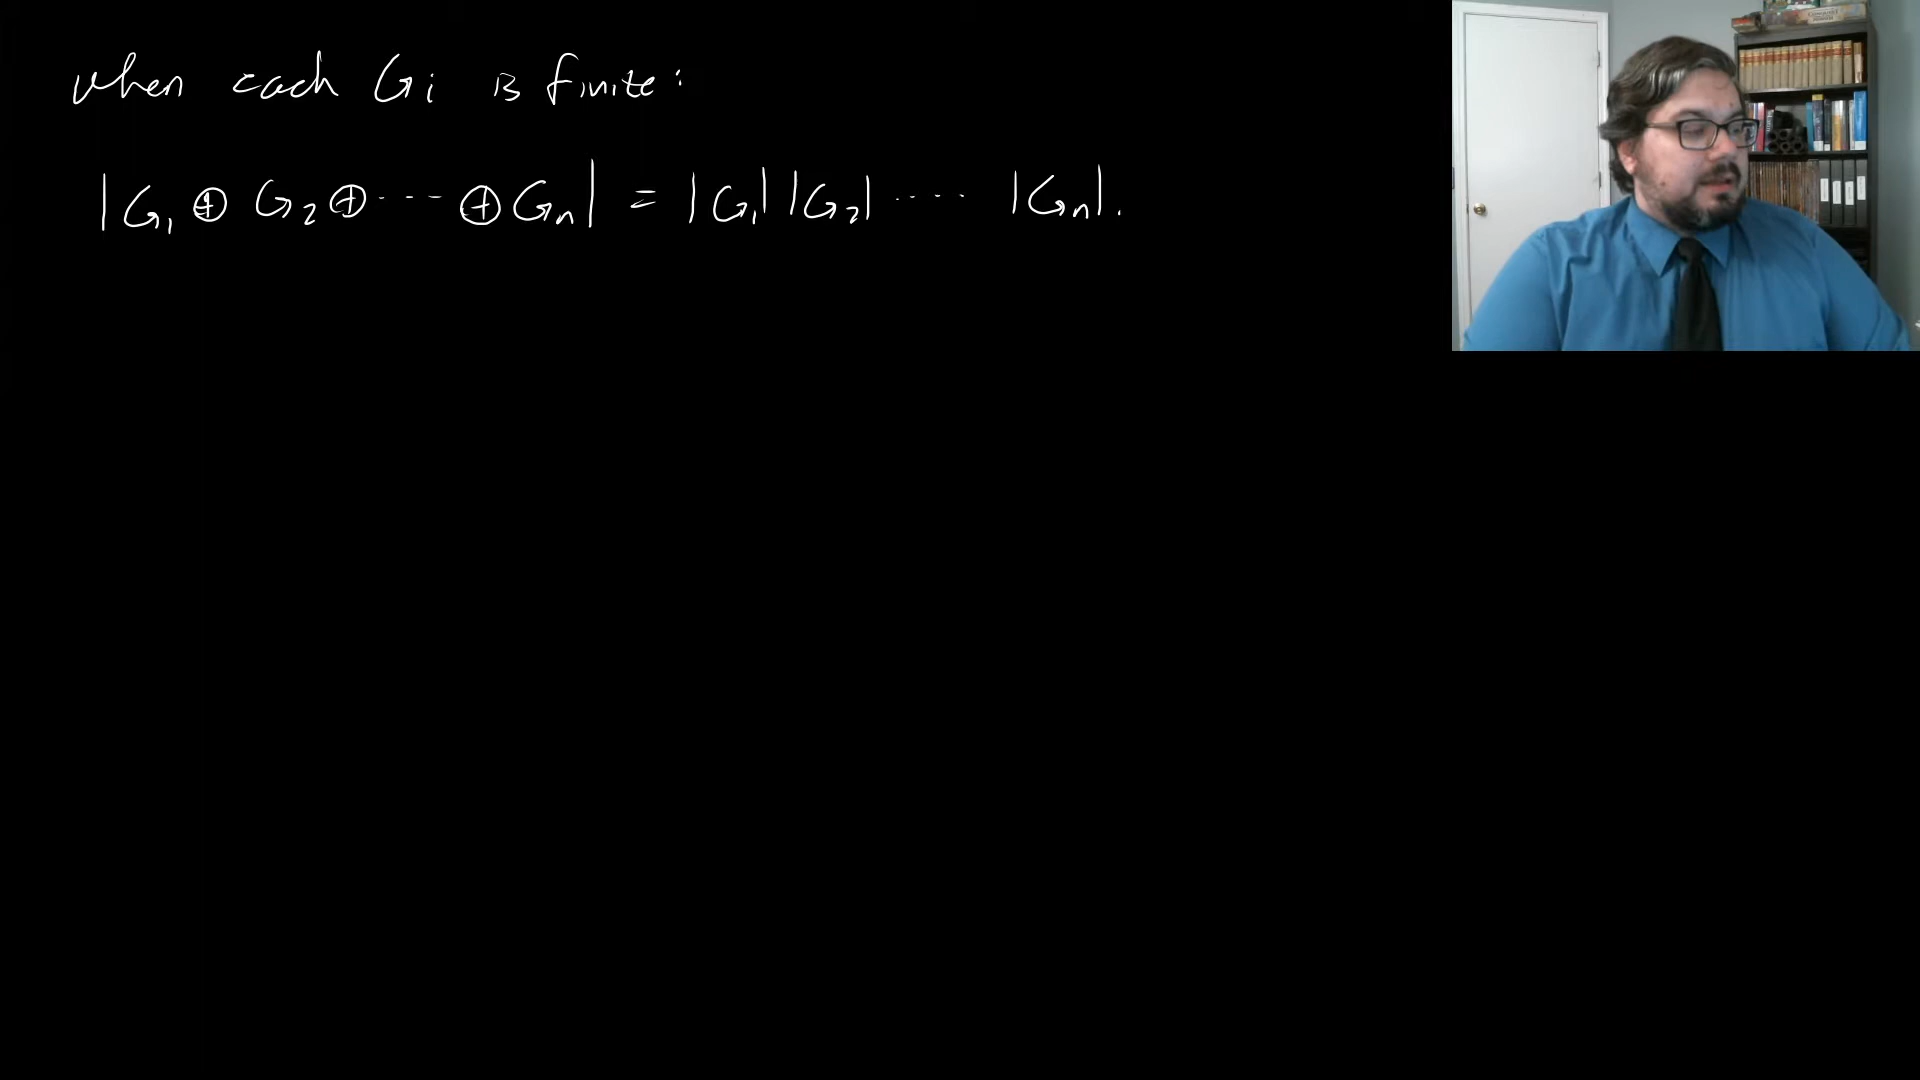 when each Gi is finite:
|G₁ ⊕ G₂ ⊕ --- ⊕ Gₙ| = |G₁| |G₂| ···· |Gₙ|.